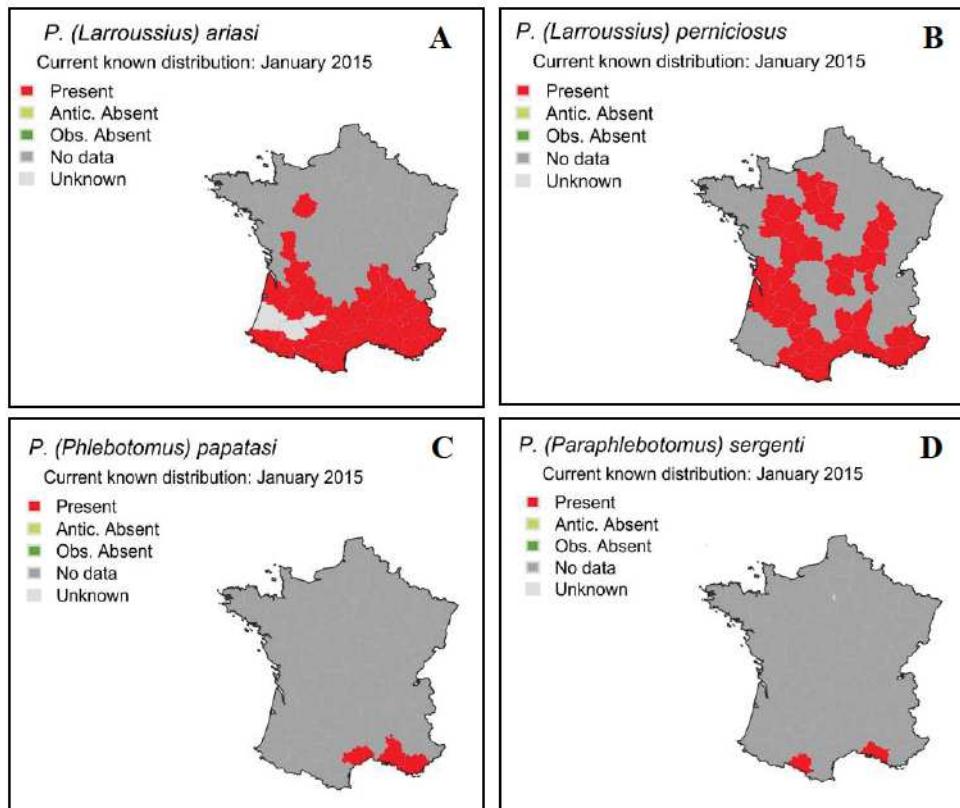 P. (Larroussius) ariasi
A
Current known distribution: January 2015
Present
Antic. Absent
Obs. Absent
No data
Unknown
P. (Larroussius) perniciosus
B
Current known distribution: January 2015
Present
Antic. Absent
Obs. Absent
No data
Unknown
P. (Phlebotomus) papatasi
C
Current known distribution: January 2015
Present
Antic. Absent
Obs. Absent
No data
Unknown
P. (Paraphlebotomus) sergenti
D
Current known distribution: January 2015
Present
Antic. Absent
Obs. Absent
No data
Unknown